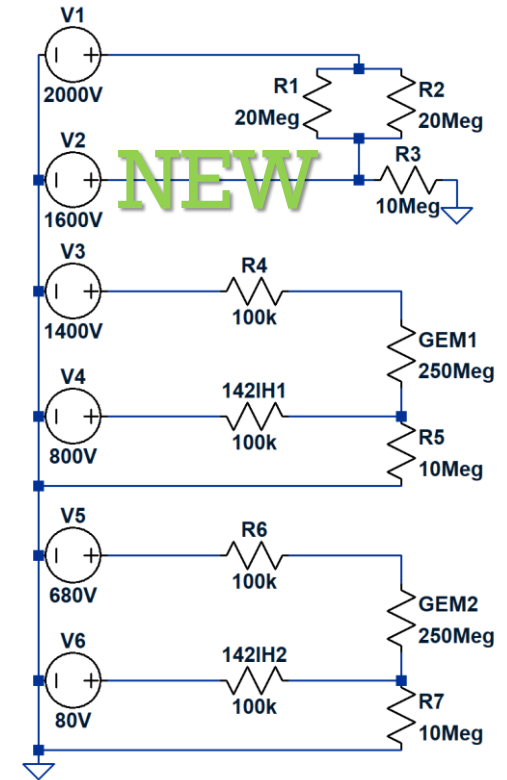 V1
2000V
R1
20Meg
R2
20Meg
V2
1600V
NEW
R3
10Meg
V3
1400V
R4
100k
GEM1
250Meg
V4
800V
142IH1
100k
R5
10Meg
V5
680V
R6
100k
GEM2
250Meg
V6
80V
142IH2
100k
R7
10Meg